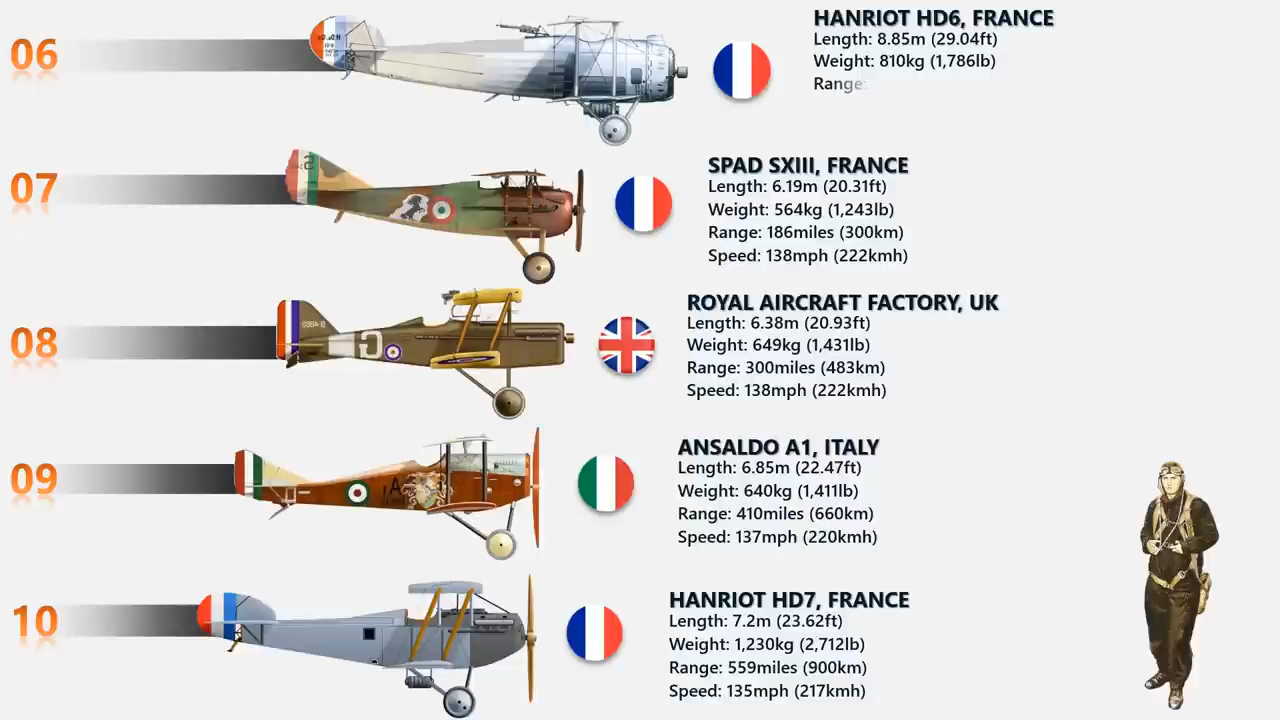 06
HANRIOT HD6, FRANCE
Length: 8.85m (29.04ft)
Weight: 810kg (1,786lb)
Range:
07
SPAD SXIII, FRANCE
Length: 6.19m (20.31ft)
Weight: 564kg (1,243lb)
Range: 186miles (300km)
Speed: 138mph (222kmh)
08
ROYAL AIRCRAFT FACTORY, UK
Length: 6.38m (20.93ft)
Weight: 649kg (1,431lb)
Range: 300miles (483km)
Speed: 138mph (222kmh)
09
ANSALDO A1, ITALY
Length: 6.85m (22.47ft)
Weight: 640kg (1,411lb)
Range: 410miles (660km)
Speed: 137mph (220kmh)
10
HANRIOT HD7, FRANCE
Length: 7.2m (23.62ft)
Weight: 1,230kg (2,712lb)
Range: 559miles (900km)
Speed: 135mph (217kmh)